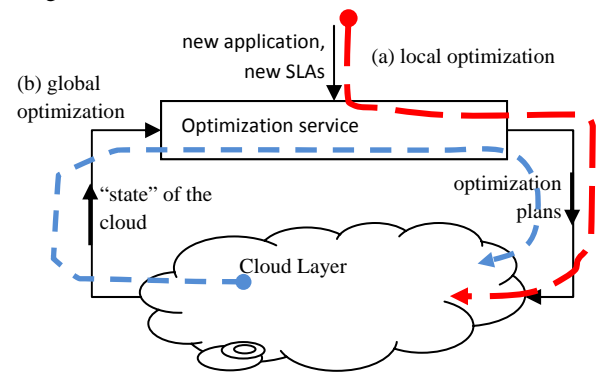 new application,
new SLAs
(a) local optimization
(b) global
optimization
Optimization service
“state” of the
cloud
optimization
plans
Cloud Layer